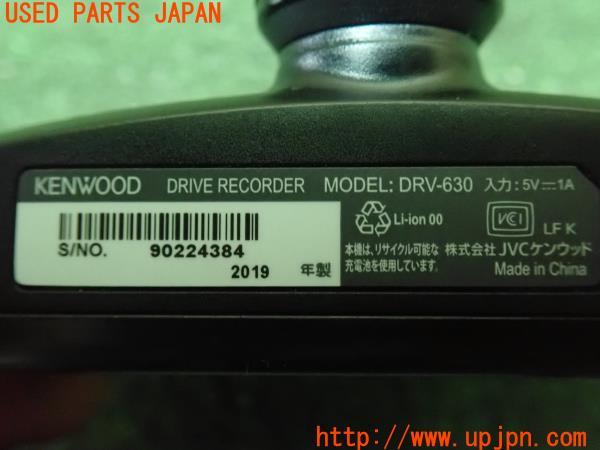 USED PARTS JAPAN
KENWOOD DRIVE RECORDER MODEL: DRV-630 入力：5V⎓1A
Li-ion 00
VCI
LF K
S/NO. 90224384
2019 年製
本機は、リサイクル可能な
充電池を使用しています。
株式会社 JVCケンウッド
Made in China
http://www.upjpn.com/